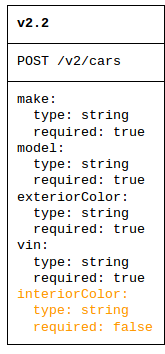 v2.2
POST /v2/cars
make:
  type: string
  required: true
model:
  type: string
  required: true
exteriorColor:
  type: string
  required: true
vin:
  type: string
  required: true
interiorColor:
  type: string
  required: false